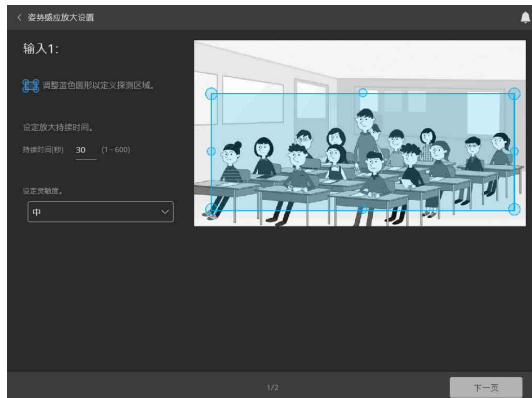 姿势感应放大设置
输入1:
调整蓝色圆形以定义探测区域。
设定放大持续时间。
持续时间(秒) 30 (1－600)
设定灵敏度。
中
1/2
下一页